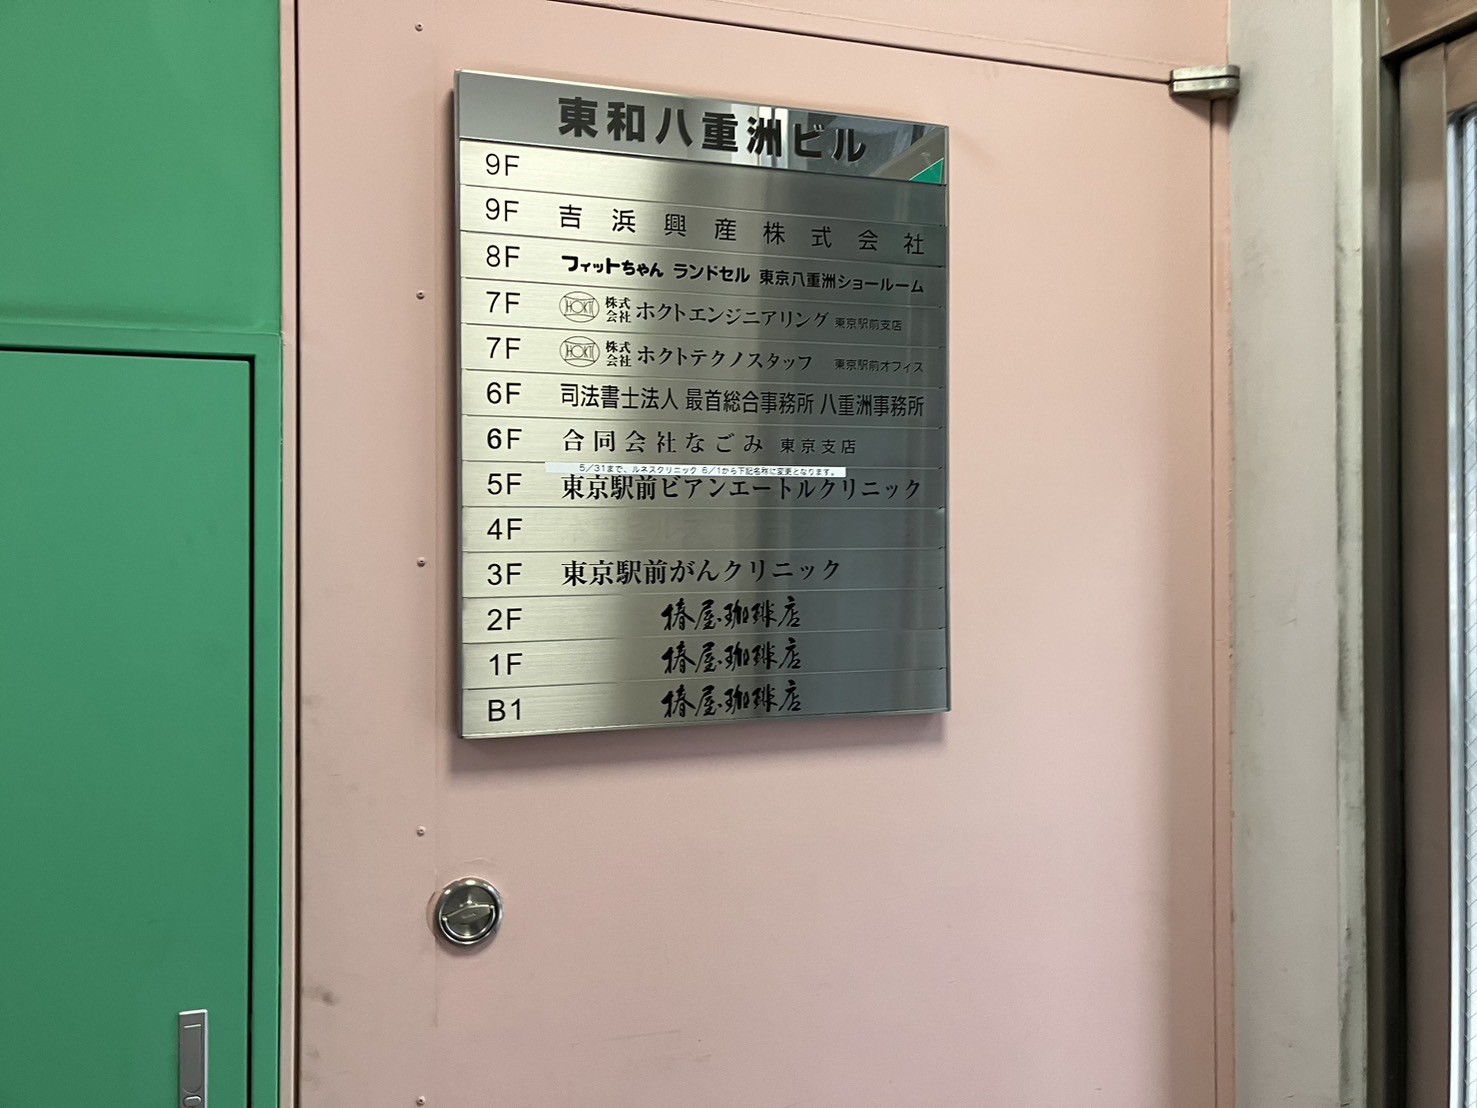 東和八重洲ビル
9F
9F 吉浜興産株式会社
8F フィットちゃん ランドセル 東京八重洲ショールーム
7F HOKT 株式会社 ホクトエンジニアリング 東京駅前支店
7F HOKT 株式会社 ホクトテクノスタッフ 東京駅前オフィス
6F 司法書士法人 最首総合事務所 八重洲事務所
6F 合同会社なごみ 東京支店
5/31まで、ルネスクリニック 6/1から下記名称に変更となります。
5F 東京駅前ビアンエートルクリニック
4F
3F 東京駅前がんクリニック
2F 椿屋珈琲店
1F 椿屋珈琲店
B1 椿屋珈琲店